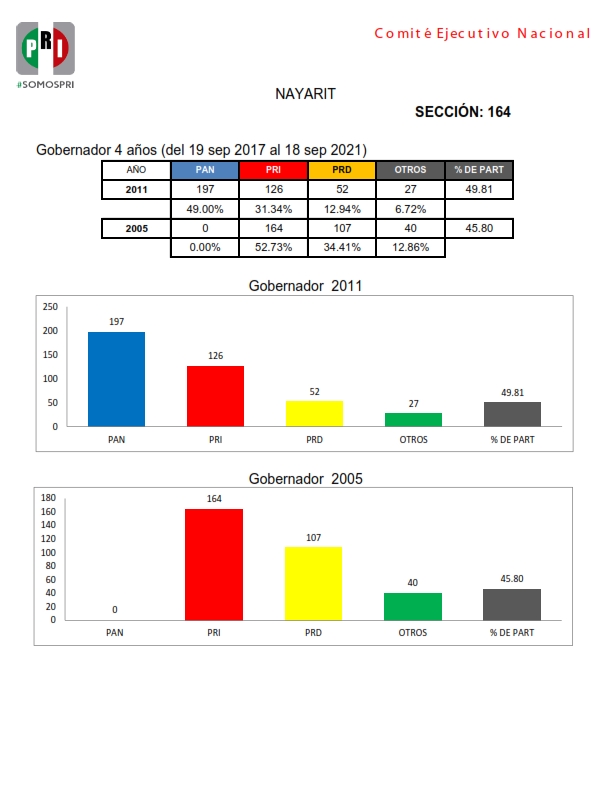 Comité Ejecutivo Nacional
PRI
#SOMOSPRI
NAYARIT
SECCIÓN: 164
Gobernador 4 años (del 19 sep 2017 al 18 sep 2021)
AÑO PAN PRI PRD OTROS % DE PART
2011 197 126 52 27 49.81
49.00% 31.34% 12.94% 6.72%
2005 0 164 107 40 45.80
0.00% 52.73% 34.41% 12.86%
Gobernador 2011
250
200
150
100
50
0
197
126
52
27
49.81
PAN PRI PRD OTROS % DE PART
Gobernador 2005
180
160
140
120
100
80
60
40
20
0
0
164
107
40
45.80
PAN PRI PRD OTROS % DE PART